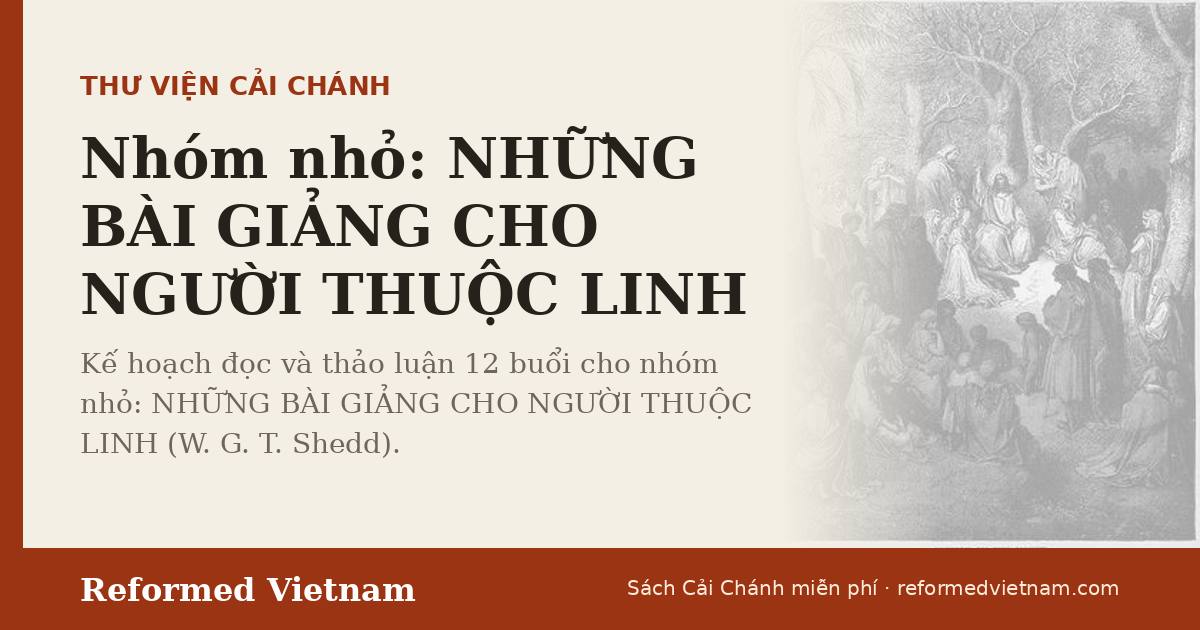 THƯ VIỆN CẢI CHÁNH
Nhóm nhỏ: NHỮNG
BÀI GIẢNG CHO
NGƯỜI THUỘC LINH
Kế hoạch đọc và thảo luận 12 buổi cho nhóm
nhỏ: NHỮNG BÀI GIẢNG CHO NGƯỜI THUỘC
LINH (W. G. T. Shedd).
Reformed Vietnam
Sách Cải Chánh miễn phí · reformedvietnam.com